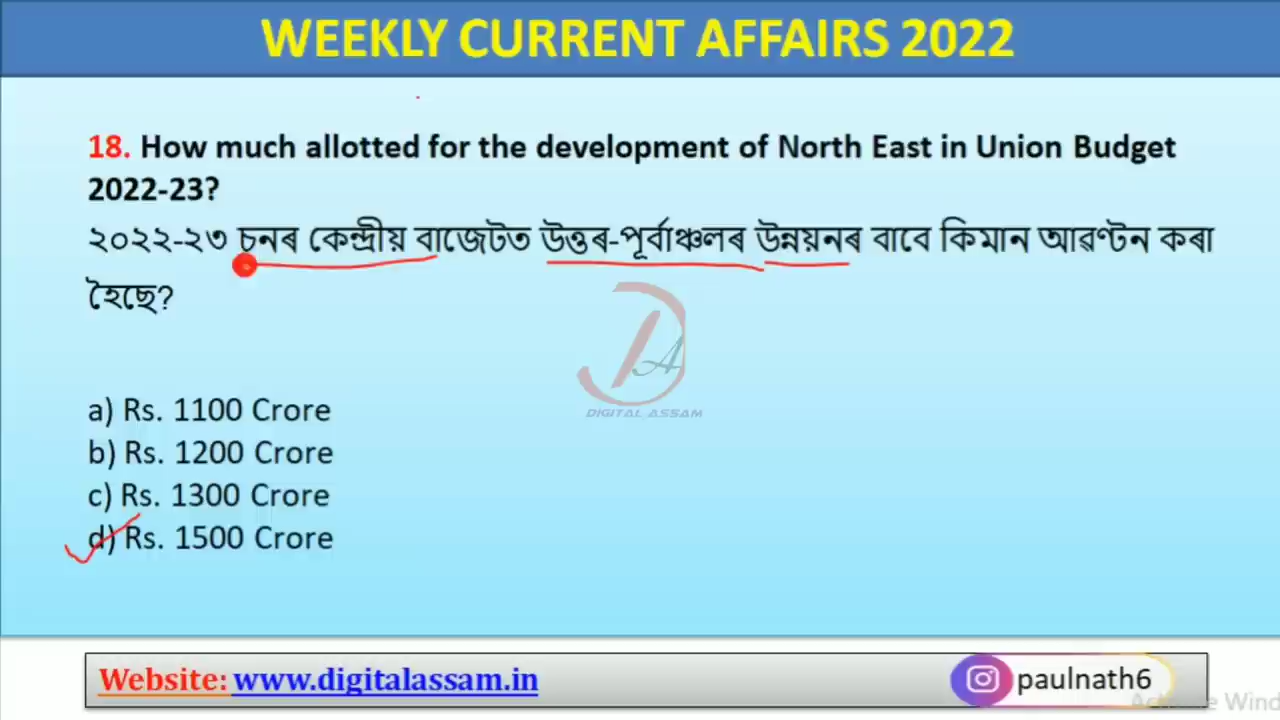 WEEKLY CURRENT AFFAIRS 2022
18. How much allotted for the development of North East in Union Budget
2022-23?
২০২২-২৩ চনৰ কেন্দ্ৰীয় বাজেটত উত্তৰ-পূৰ্বাঞ্চলৰ উন্নয়নৰ বাবে কিমান আৱণ্টন কৰা
হৈছে?
DA
DIGITAL ASSAM
a) Rs. 1100 Crore
b) Rs. 1200 Crore
c) Rs. 1300 Crore
d) Rs. 1500 Crore
Website: www.digitalassam.in
paulnath6